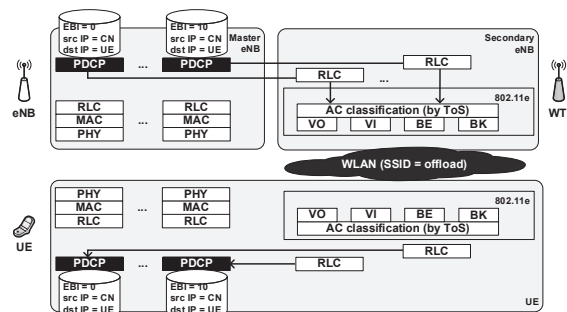 EBI = 0
src IP = CN
dst IP = UE
EBI = 10
src IP = CN
dst IP = UE
Master
eNB
Secondary
eNB
PDCP
...
PDCP
RLC
...
RLC
eNB
WT
RLC
MAC
PHY
...
RLC
MAC
PHY
802.11e
AC classification (by ToS)
VO
VI
BE
BK
WLAN (SSID = offload)
PHY
MAC
RLC
...
PHY
MAC
RLC
802.11e
VO
VI
BE
BK
AC classification (by ToS)
UE
RLC
PDCP
...
PDCP
RLC
EBI = 0
src IP = CN
dst IP = UE
EBI = 10
src IP = CN
dst IP = UE
UE